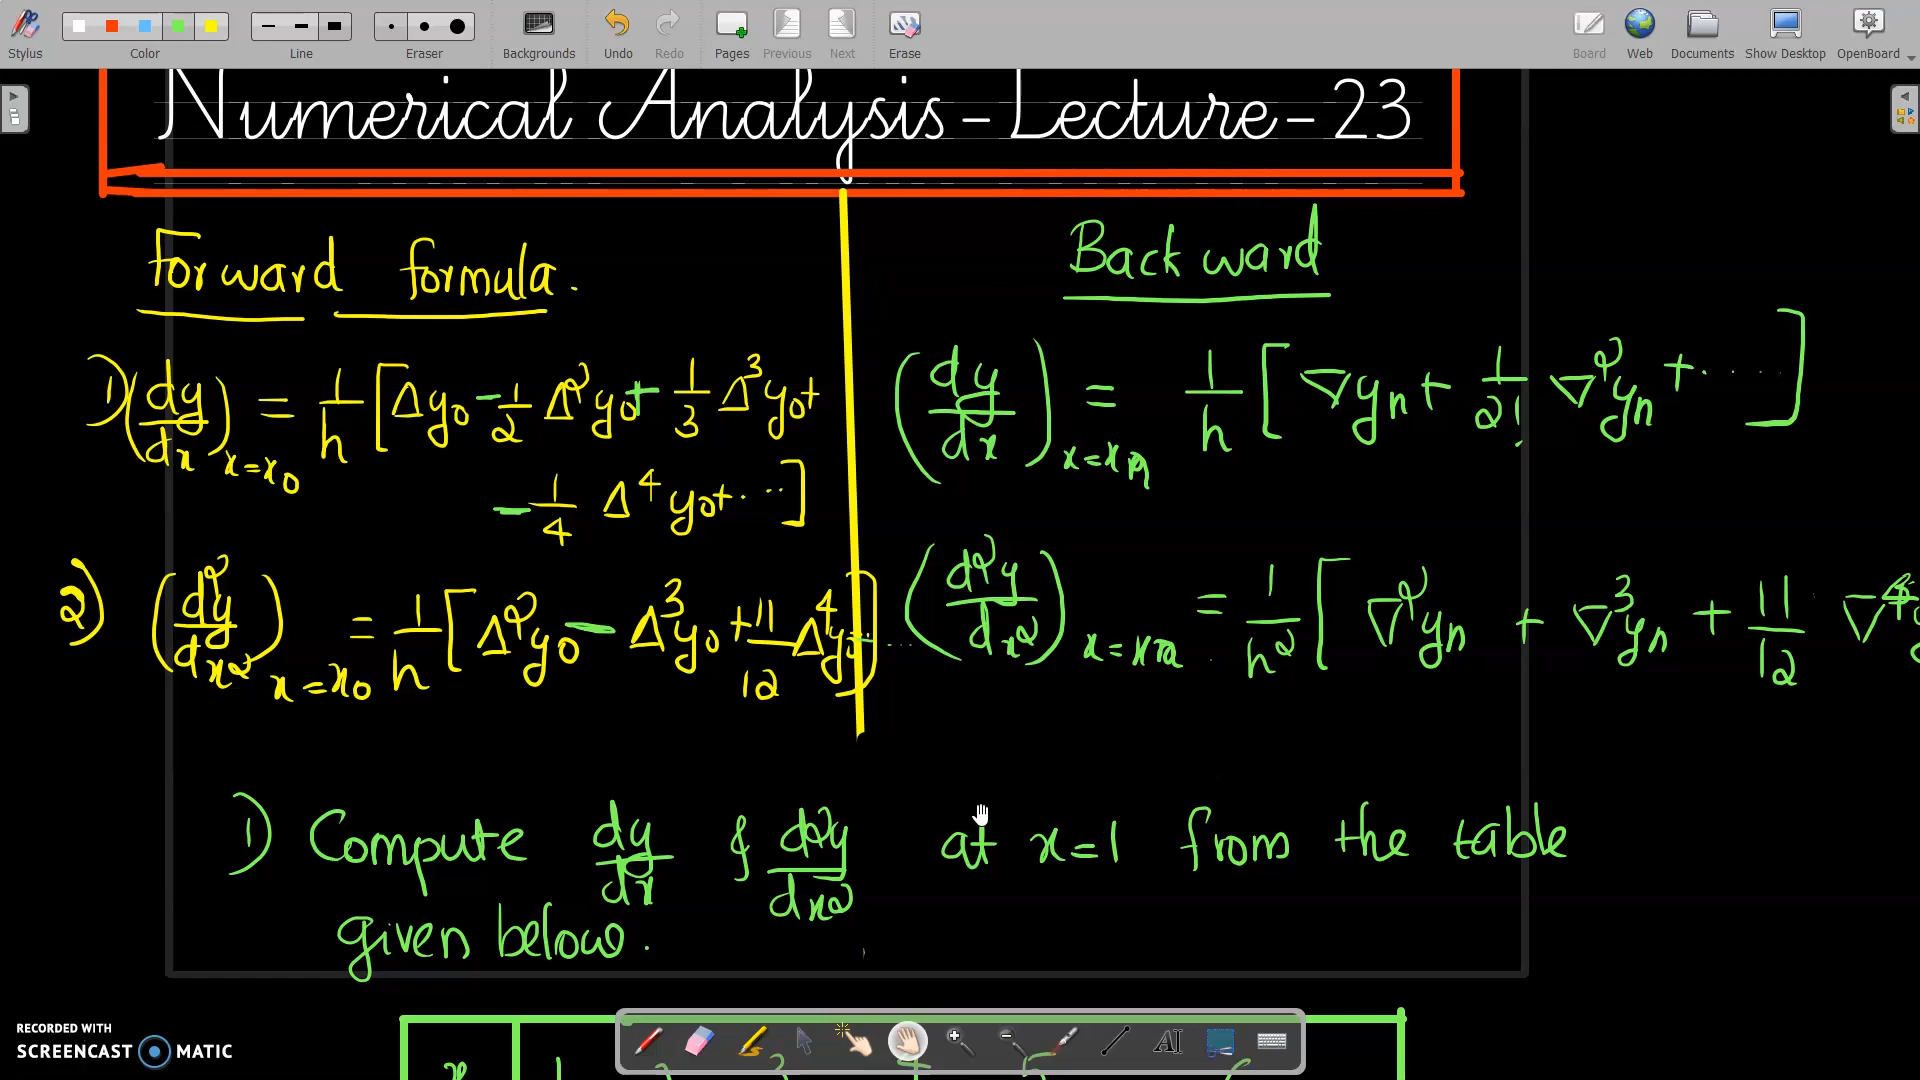 Stylus Color Line Eraser Backgrounds Undo Redo Pages Previous Next Erase Board Web Documents Show Desktop OpenBoard
Numerical Analysis - Lecture - 23
Forward formula.
1) (dy/dx)x=x0 = 1/h [Δy0 - 1/2 Δ²y0 + 1/3 Δ³y0 +
- 1/4 Δ⁴y0 + ...]
2) (d²y/dx²)x=x0 = 1/h [Δ²y0 - Δ³y0 + 11/12 Δ⁴y0 ...]
Backward
(dy/dx)x=xn = 1/h [∇yn + 1/2! ∇²yn + .....]
(d²y/dx²)x=xn = 1/h² [∇²yn + ∇³yn + 11/12 ∇⁴y
1) Compute dy/dx & d²y/dx² at x=1 from the table
given below.
RECORDED WITH
SCREENCAST MATIC